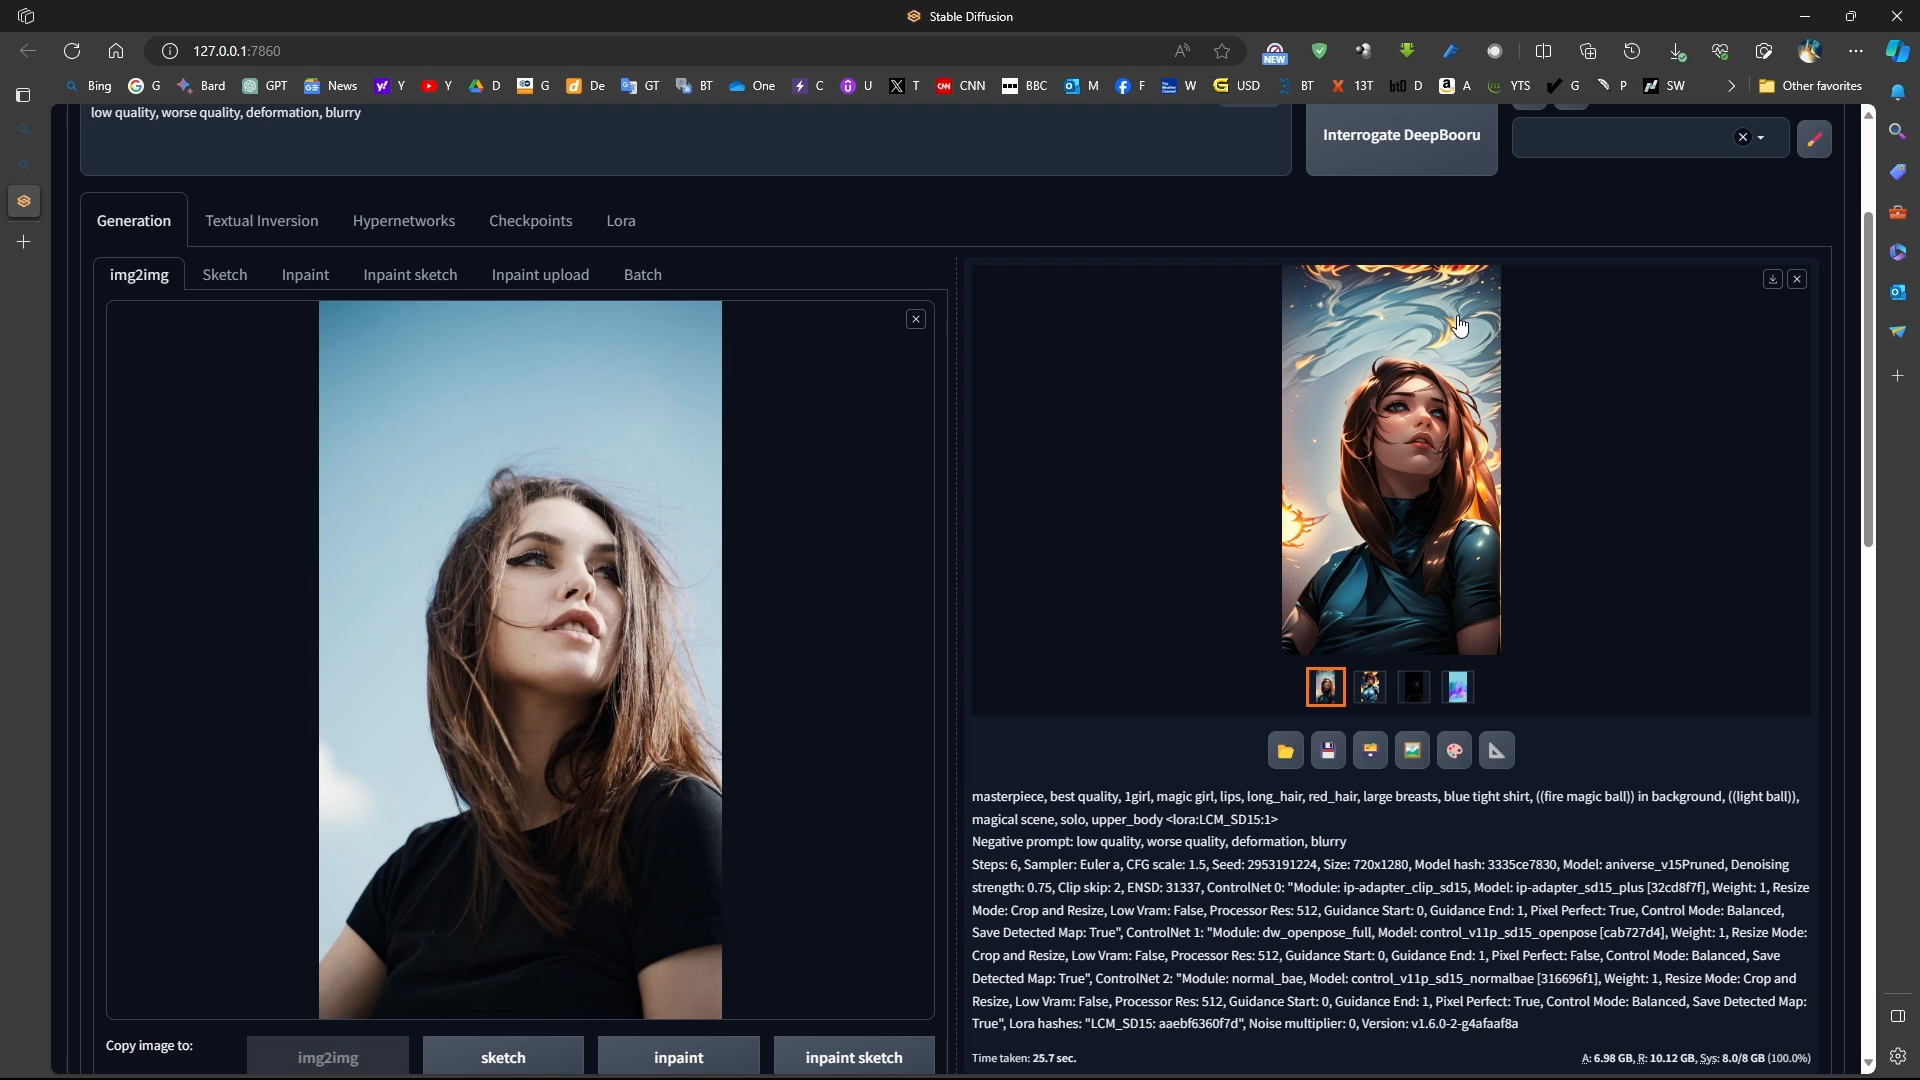 Stable Diffusion
127.0.0.1:7860
NEW
Bing G Bard GPT News Y Y D G De GT BT One C U T CNN BBC M F W USD BT 13T D A YTS G P SW Other favorites
low quality, worse quality, deformation, blurry
Interrogate DeepBooru
Generation Textual Inversion Hypernetworks Checkpoints Lora
img2img Sketch Inpaint Inpaint sketch Inpaint upload Batch
masterpiece, best quality, 1girl, magic girl, lips, long_hair, red_hair, large breasts, blue tight shirt, ((fire magic ball)) in background, ((light ball)),
magical scene, solo, upper_body <lora:LCM_SD15:1>
Negative prompt: low quality, worse quality, deformation, blurry
Steps: 6, Sampler: Euler a, CFG scale: 1.5, Seed: 2953191224, Size: 720x1280, Model hash: 3335ce7830, Model: aniverse_v15Pruned, Denoising
strength: 0.75, Clip skip: 2, ENSD: 31337, ControlNet 0: "Module: ip-adapter_clip_sd15, Model: ip-adapter_sd15_plus [32cd8f7f], Weight: 1, Resize
Mode: Crop and Resize, Low Vram: False, Processor Res: 512, Guidance Start: 0, Guidance End: 1, Pixel Perfect: True, Control Mode: Balanced,
Save Detected Map: True", ControlNet 1: "Module: dw_openpose_full, Model: control_v11p_sd15_openpose [cab727d4], Weight: 1, Resize Mode:
Crop and Resize, Low Vram: False, Processor Res: 512, Guidance Start: 0, Guidance End: 1, Pixel Perfect: False, Control Mode: Balanced, Save
Detected Map: True", ControlNet 2: "Module: normal_bae, Model: control_v11p_sd15_normalbae [316696f1], Weight: 1, Resize Mode: Crop and
Resize, Low Vram: False, Processor Res: 512, Guidance Start: 0, Guidance End: 1, Pixel Perfect: True, Control Mode: Balanced, Save Detected Map:
True", Lora hashes: "LCM_SD15: aaebf6360f7d", Noise multiplier: 0, Version: v1.6.0-2-g4afaaf8a
Copy image to:
img2img sketch inpaint inpaint sketch
Time taken: 25.7 sec.
A: 6.98 GB, R: 10.12 GB, Sys: 8.0/8 GB (100.0%)